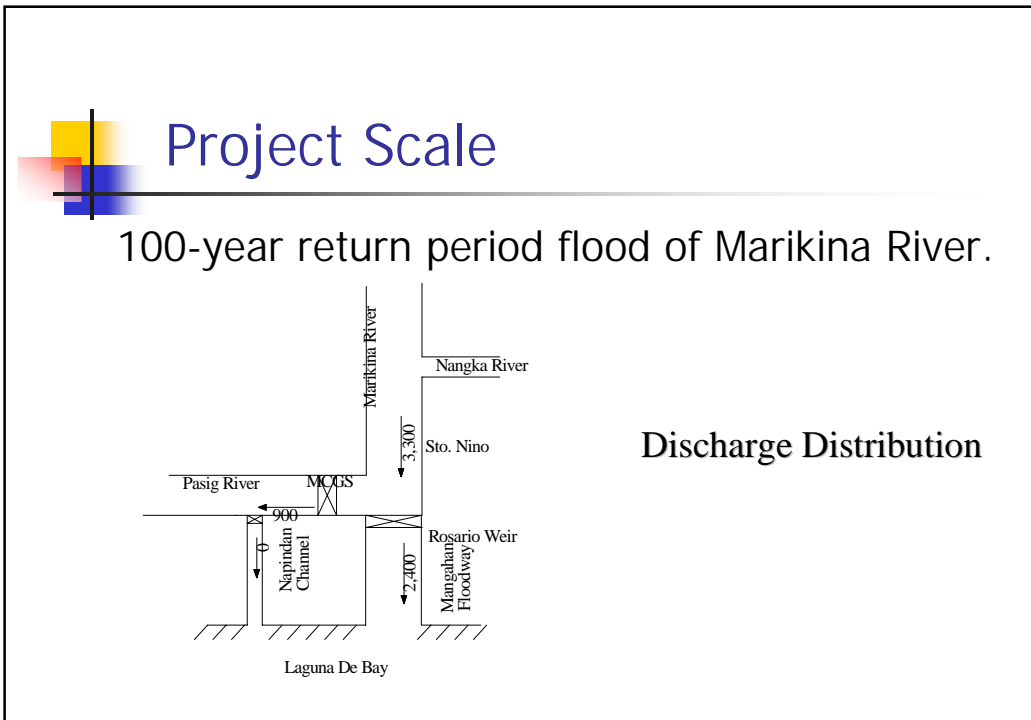 Project Scale
100-year return period flood of Marikina River.
Marikina River
Nangka River
3,300
Sto. Nino
Discharge Distribution
Pasig River
MCGS
900
Rosario Weir
0
Napindan
Channel
2,400
Mangahan
Floodway
Laguna De Bay